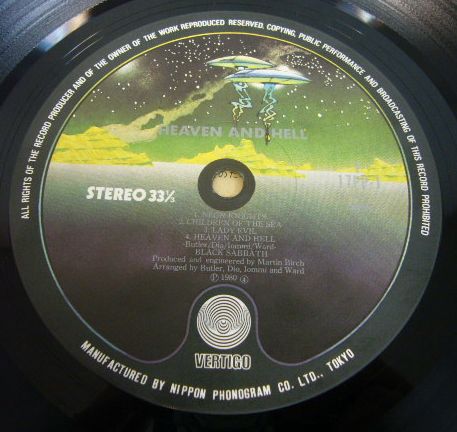 ALL RIGHTS OF THE RECORD PRODUCER AND OF THE OWNER OF THE WORK REPRODUCED RESERVED. COPYING, PUBLIC PERFORMANCE AND BROADCASTING OF THIS RECORD PROHIBITED
HEAVEN AND HELL
STEREO 33⅓
1. NEON KNIGHTS
2. CHILDREN OF THE SEA
3. LADY EVIL
4. HEAVEN AND HELL
-Butler/Dio/Iommi/Ward-
BLACK SABBATH
Produced and engineered by Martin Birch
Arranged by Butler, Dio, Iommi and Ward
Ⓟ 1980 ④
VERTIGO
MANUFACTURED BY NIPPON PHONOGRAM CO. LTD., TOKYO